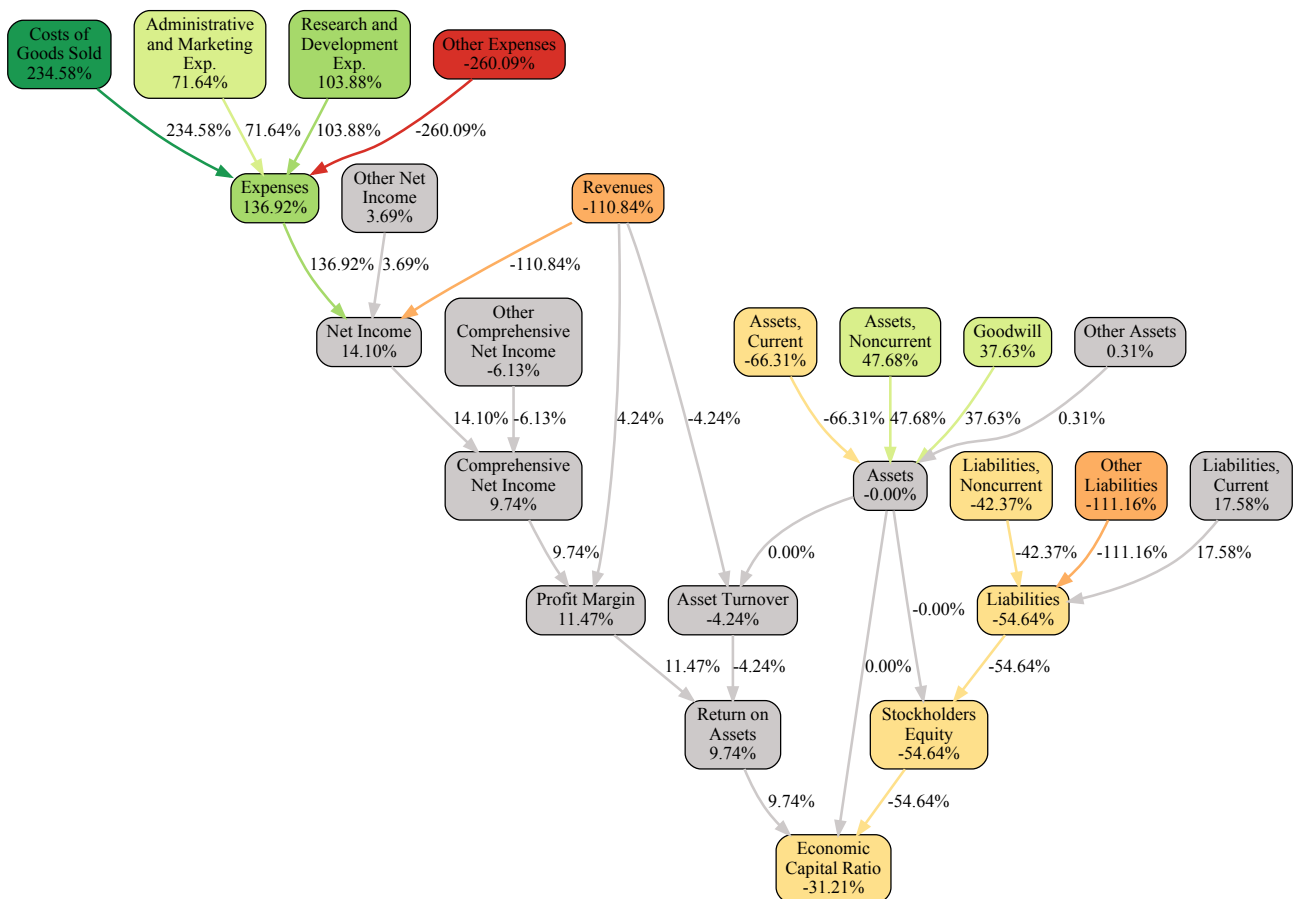 Costs of
Goods Sold
234.58%
Administrative
and Marketing
Exp.
71.64%
Research and
Development
Exp.
103.88%
Other Expenses
-260.09%
234.58%
71.64%
103.88%
-260.09%
Expenses
136.92%
Other Net
Income
3.69%
Revenues
-110.84%
136.92%
3.69%
-110.84%
Net Income
14.10%
Other
Comprehensive
Net Income
-6.13%
Assets,
Current
-66.31%
Assets,
Noncurrent
47.68%
Goodwill
37.63%
Other Assets
0.31%
14.10%
-6.13%
4.24%
-4.24%
-66.31%
47.68%
37.63%
0.31%
Comprehensive
Net Income
9.74%
Assets
-0.00%
Liabilities,
Noncurrent
-42.37%
Other
Liabilities
-111.16%
Liabilities,
Current
17.58%
9.74%
0.00%
-42.37%
-111.16%
17.58%
Profit Margin
11.47%
Asset Turnover
-4.24%
-0.00%
Liabilities
-54.64%
11.47%
-4.24%
0.00%
-54.64%
Return on
Assets
9.74%
Stockholders
Equity
-54.64%
9.74%
-54.64%
Economic
Capital Ratio
-31.21%